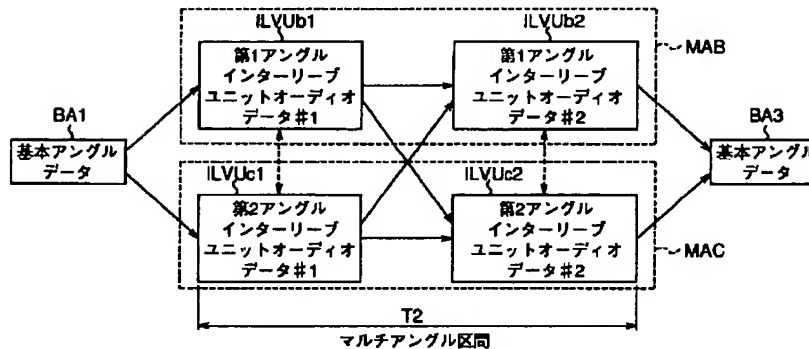 ILVUb1
ILVUb2
第1アングル
インターリーブ
ユニットオーディオ
データ#1
第1アングル
インターリーブ
ユニットオーディオ
データ#2
MAB
BA1
基本アングル
データ
BA3
基本アングル
データ
ILVUc1
ILVUc2
第2アングル
インターリーブ
ユニットオーディオ
データ#1
第2アングル
インターリーブ
ユニットオーディオ
データ#2
MAC
T2
マルチアングル区間